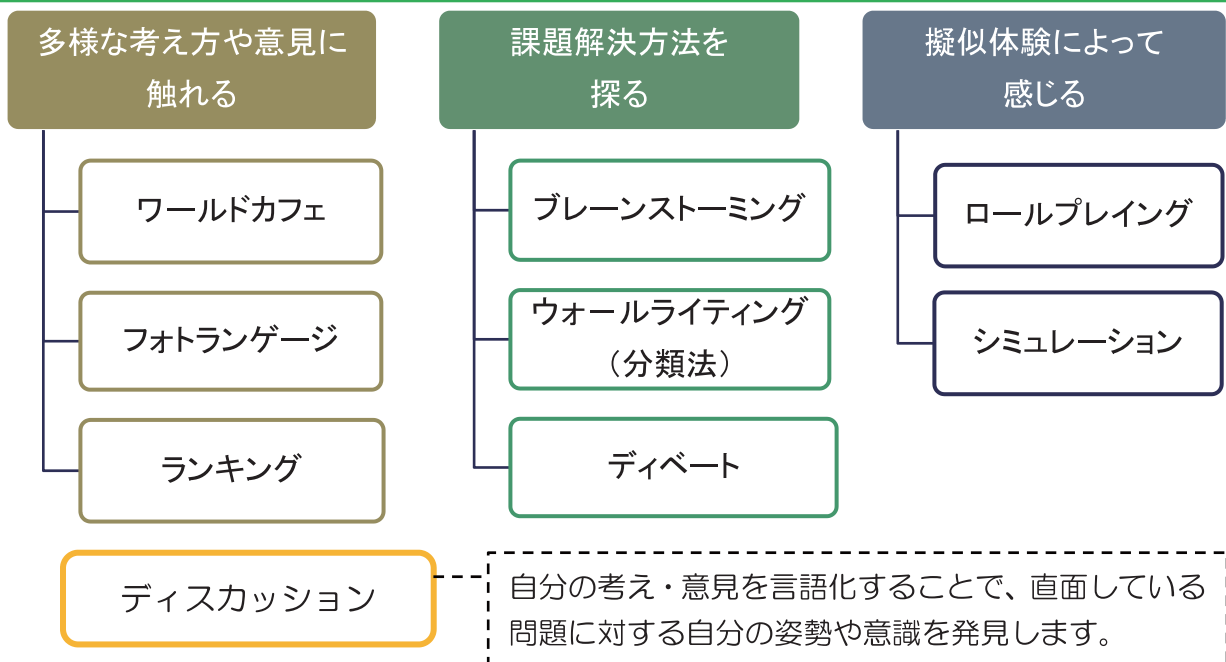 多様な考え方や意見に
触れる
ワールドカフェ
フォトランゲージ
ランキング
課題解決方法を
探る
ブレーンストーミング
ウォールライティング
（分類法）
ディベート
擬似体験によって
感じる
ロールプレイング
シミュレーション
ディスカッション
自分の考え・意見を言語化することで、直面している
問題に対する自分の姿勢や意識を発見します。